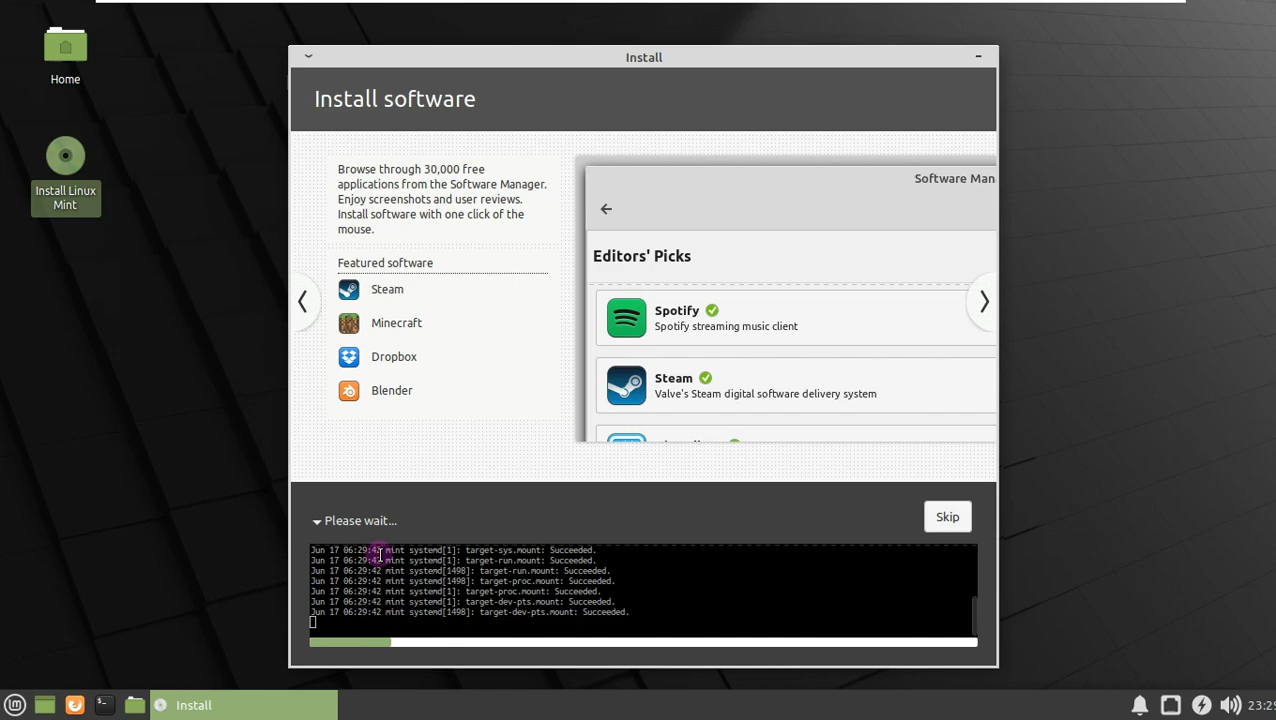 Home
Install Linux
Mint
Install
Install software
Browse through 30,000 free
applications from the Software Manager.
Enjoy screenshots and user reviews.
Install software with one click of the
mouse.
Featured software
Steam
Minecraft
Dropbox
Blender
Software Man
Editors' Picks
Spotify
Spotify streaming music client
Steam
Valve's Steam digital software delivery system
Please wait...
Skip
Jun 17 06:29:42 mint systemd[1]: target-sys.mount: Succeeded.
Jun 17 06:29:42 mint systemd[1]: target-run.mount: Succeeded.
Jun 17 06:29:42 mint systemd[1498]: target-run.mount: Succeeded.
Jun 17 06:29:42 mint systemd[1498]: target-proc.mount: Succeeded.
Jun 17 06:29:42 mint systemd[1]: target-proc.mount: Succeeded.
Jun 17 06:29:42 mint systemd[1]: target-dev-pts.mount: Succeeded.
Jun 17 06:29:42 mint systemd[1498]: target-dev-pts.mount: Succeeded.
Install